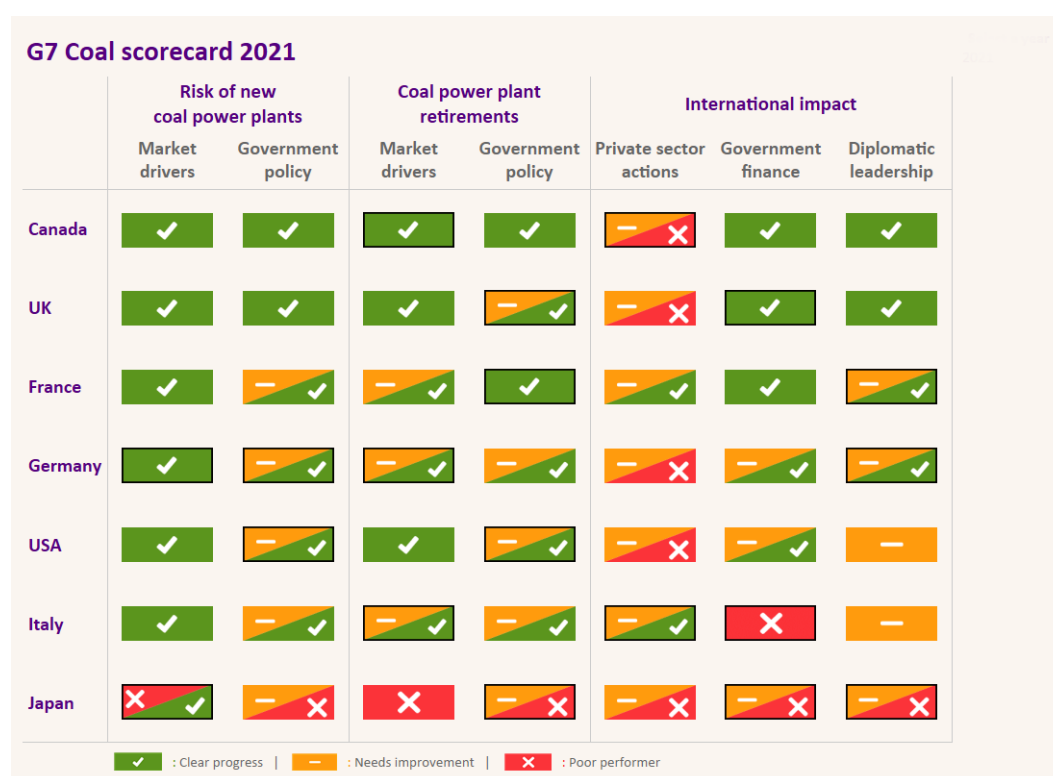 G7 Coal scorecard 2021
Risk of new
coal power plants
Coal power plant
retirements
International impact
Market
drivers
Government
policy
Market
drivers
Government
policy
Private sector
actions
Government
finance
Diplomatic
leadership
Canada
UK
France
Germany
USA
Italy
Japan
: Clear progress |
: Needs improvement |
: Poor performer